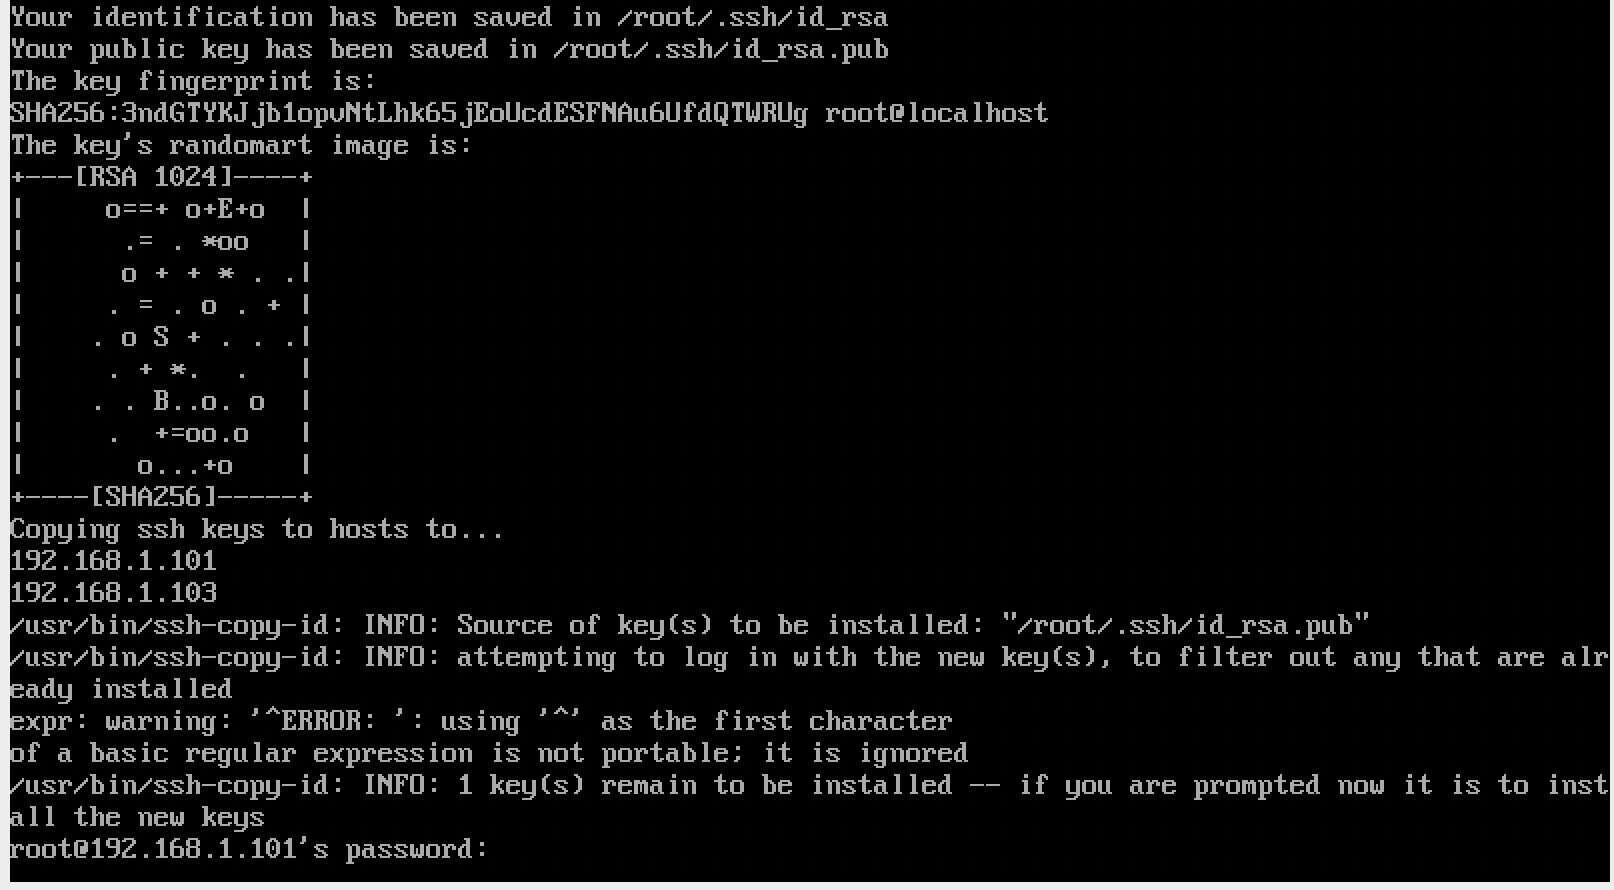 Your identification has been saved in /root/.ssh/id_rsa
Your public key has been saved in /root/.ssh/id_rsa.pub
The key fingerprint is:
SHA256:3ndGTYKJjb1opvNtLhk65jEoUcdESFNAu6UfdQTWRUg root@localhost
The key's randomart image is:
+---[RSA 1024]----+
|     o==+ o+E+o  |
|      .= . *oo   |
|      o + + * . .|
|     . = . o . + |
|    . o S + . . .|
|     . + *.  .   |
|    . . B..o. o  |
|     .  +=oo.o   |
|       o...+o    |
+----[SHA256]-----+
Copying ssh keys to hosts to...
192.168.1.101
192.168.1.103
/usr/bin/ssh-copy-id: INFO: Source of key(s) to be installed: "/root/.ssh/id_rsa.pub"
/usr/bin/ssh-copy-id: INFO: attempting to log in with the new key(s), to filter out any that are alr
eady installed
expr: warning: '^ERROR: ': using '^' as the first character
of a basic regular expression is not portable; it is ignored
/usr/bin/ssh-copy-id: INFO: 1 key(s) remain to be installed -- if you are prompted now it is to inst
all the new keys
root@192.168.1.101's password: